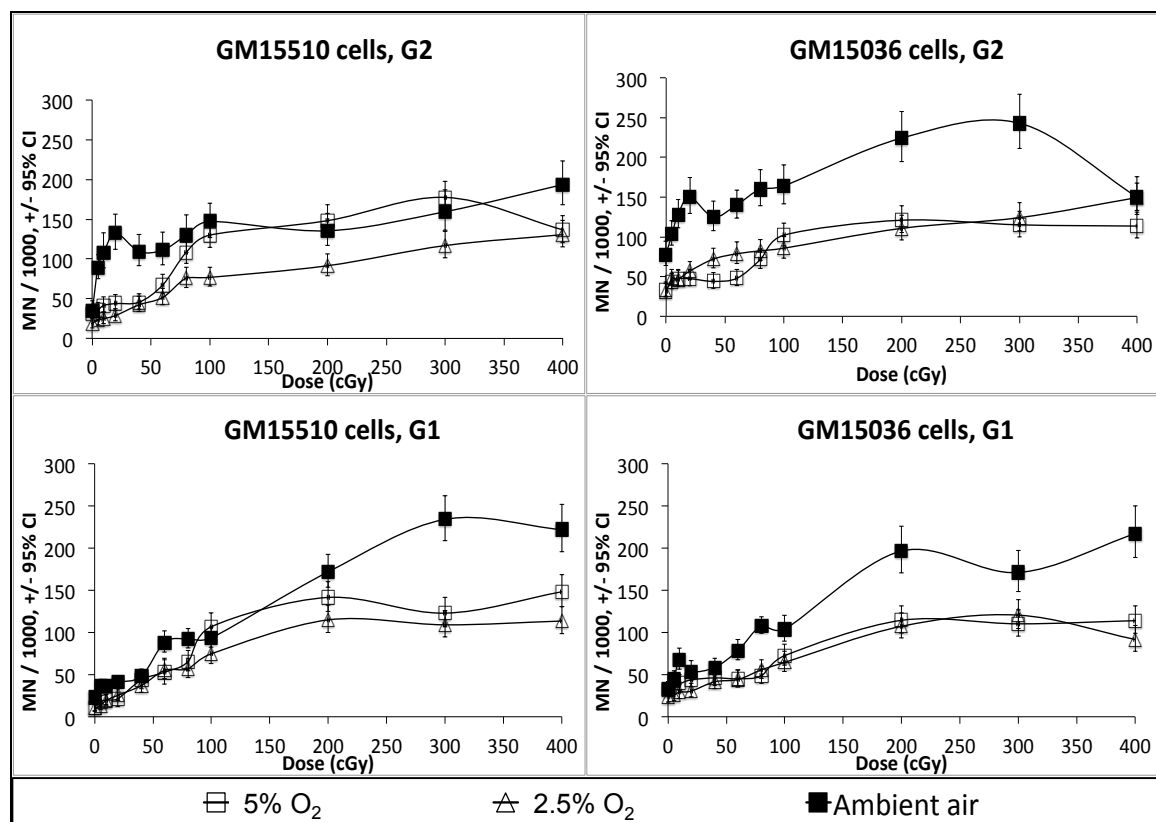 GM15510 cells, G2
MN / 1000, +/- 95% CI
300
250
200
150
100
50
0
0 50 100 150 200 250 300 350 400
Dose (cGy)
GM15036 cells, G2
MN / 1000, +/- 95% CI
300
250
200
150
100
50
0
0 50 100 150 200 250 300 350 400
Dose (cGy)
GM15510 cells, G1
MN / 1000, +/- 95% CI
300
250
200
150
100
50
0
0 50 100 150 200 250 300 350 400
Dose (cGy)
GM15036 cells, G1
MN / 1000, +/- 95% CI
300
250
200
150
100
50
0
0 50 100 150 200 250 300 350 400
Dose (cGy)
5% O₂ 2.5% O₂ Ambient air